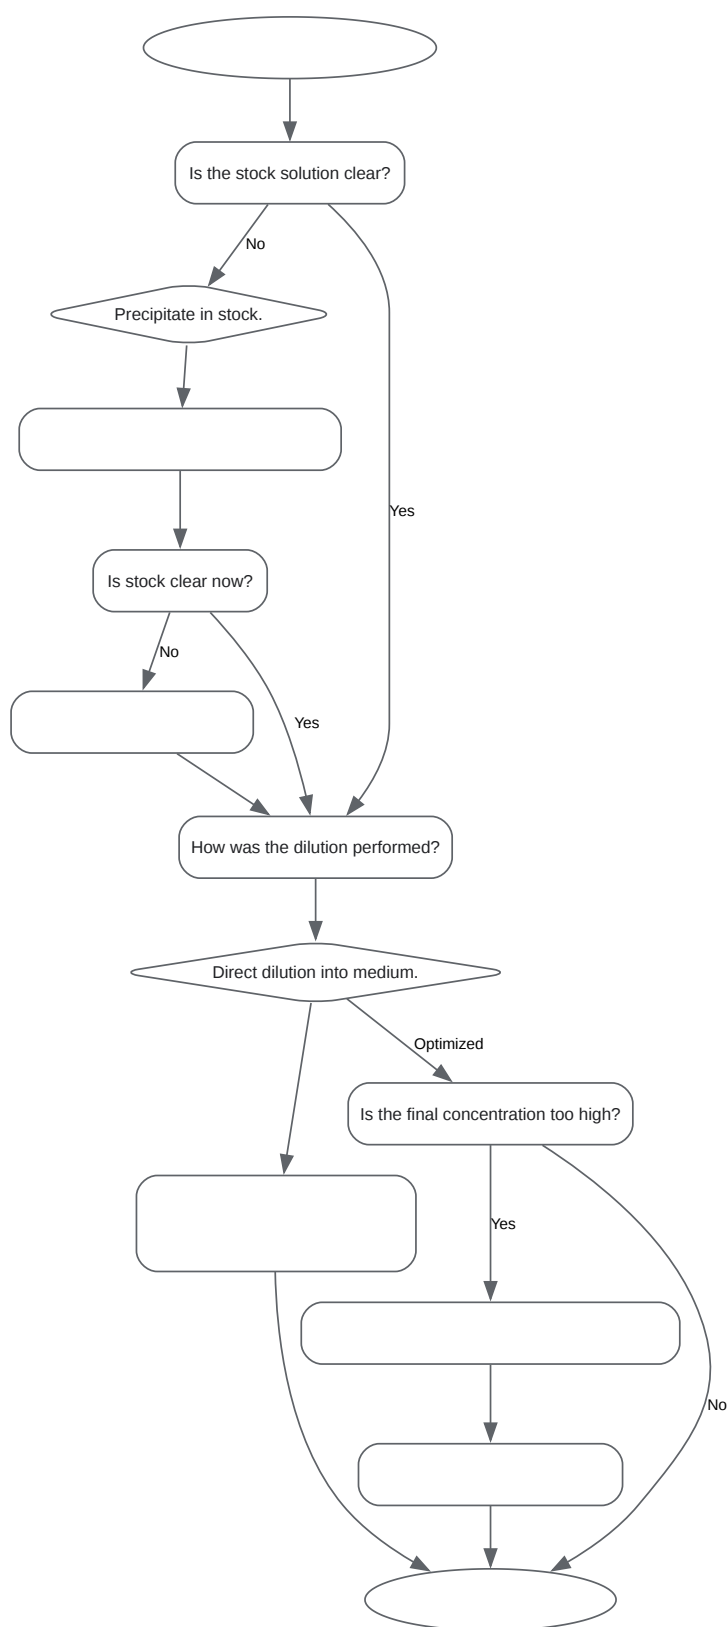 Is the stock solution clear?
No
Precipitate in stock.
Yes
Is stock clear now?
No
Yes
How was the dilution performed?
Direct dilution into medium.
Optimized
Is the final concentration too high?
Yes
No